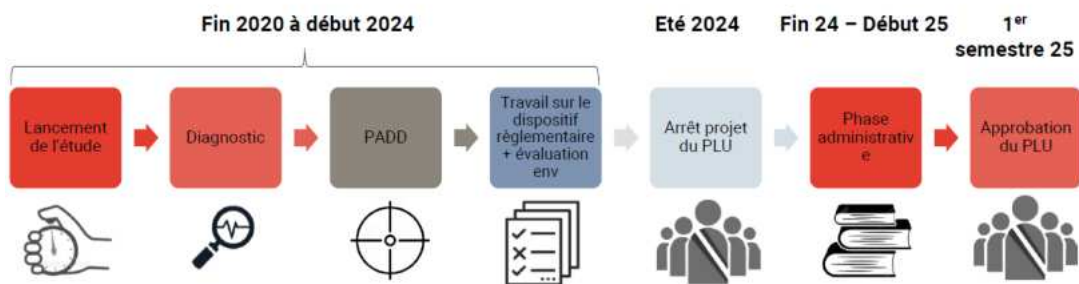 Fin 2020 à début 2024
Eté 2024
Fin 24 – Début 25
1er
semestre 25
Lancement
de l'étude
Diagnostic
PADD
Travail sur le
dispositif
règlementaire
+ évaluation
env
Arrêt projet
du PLU
Phase
administrativ
e
Approbation
du PLU